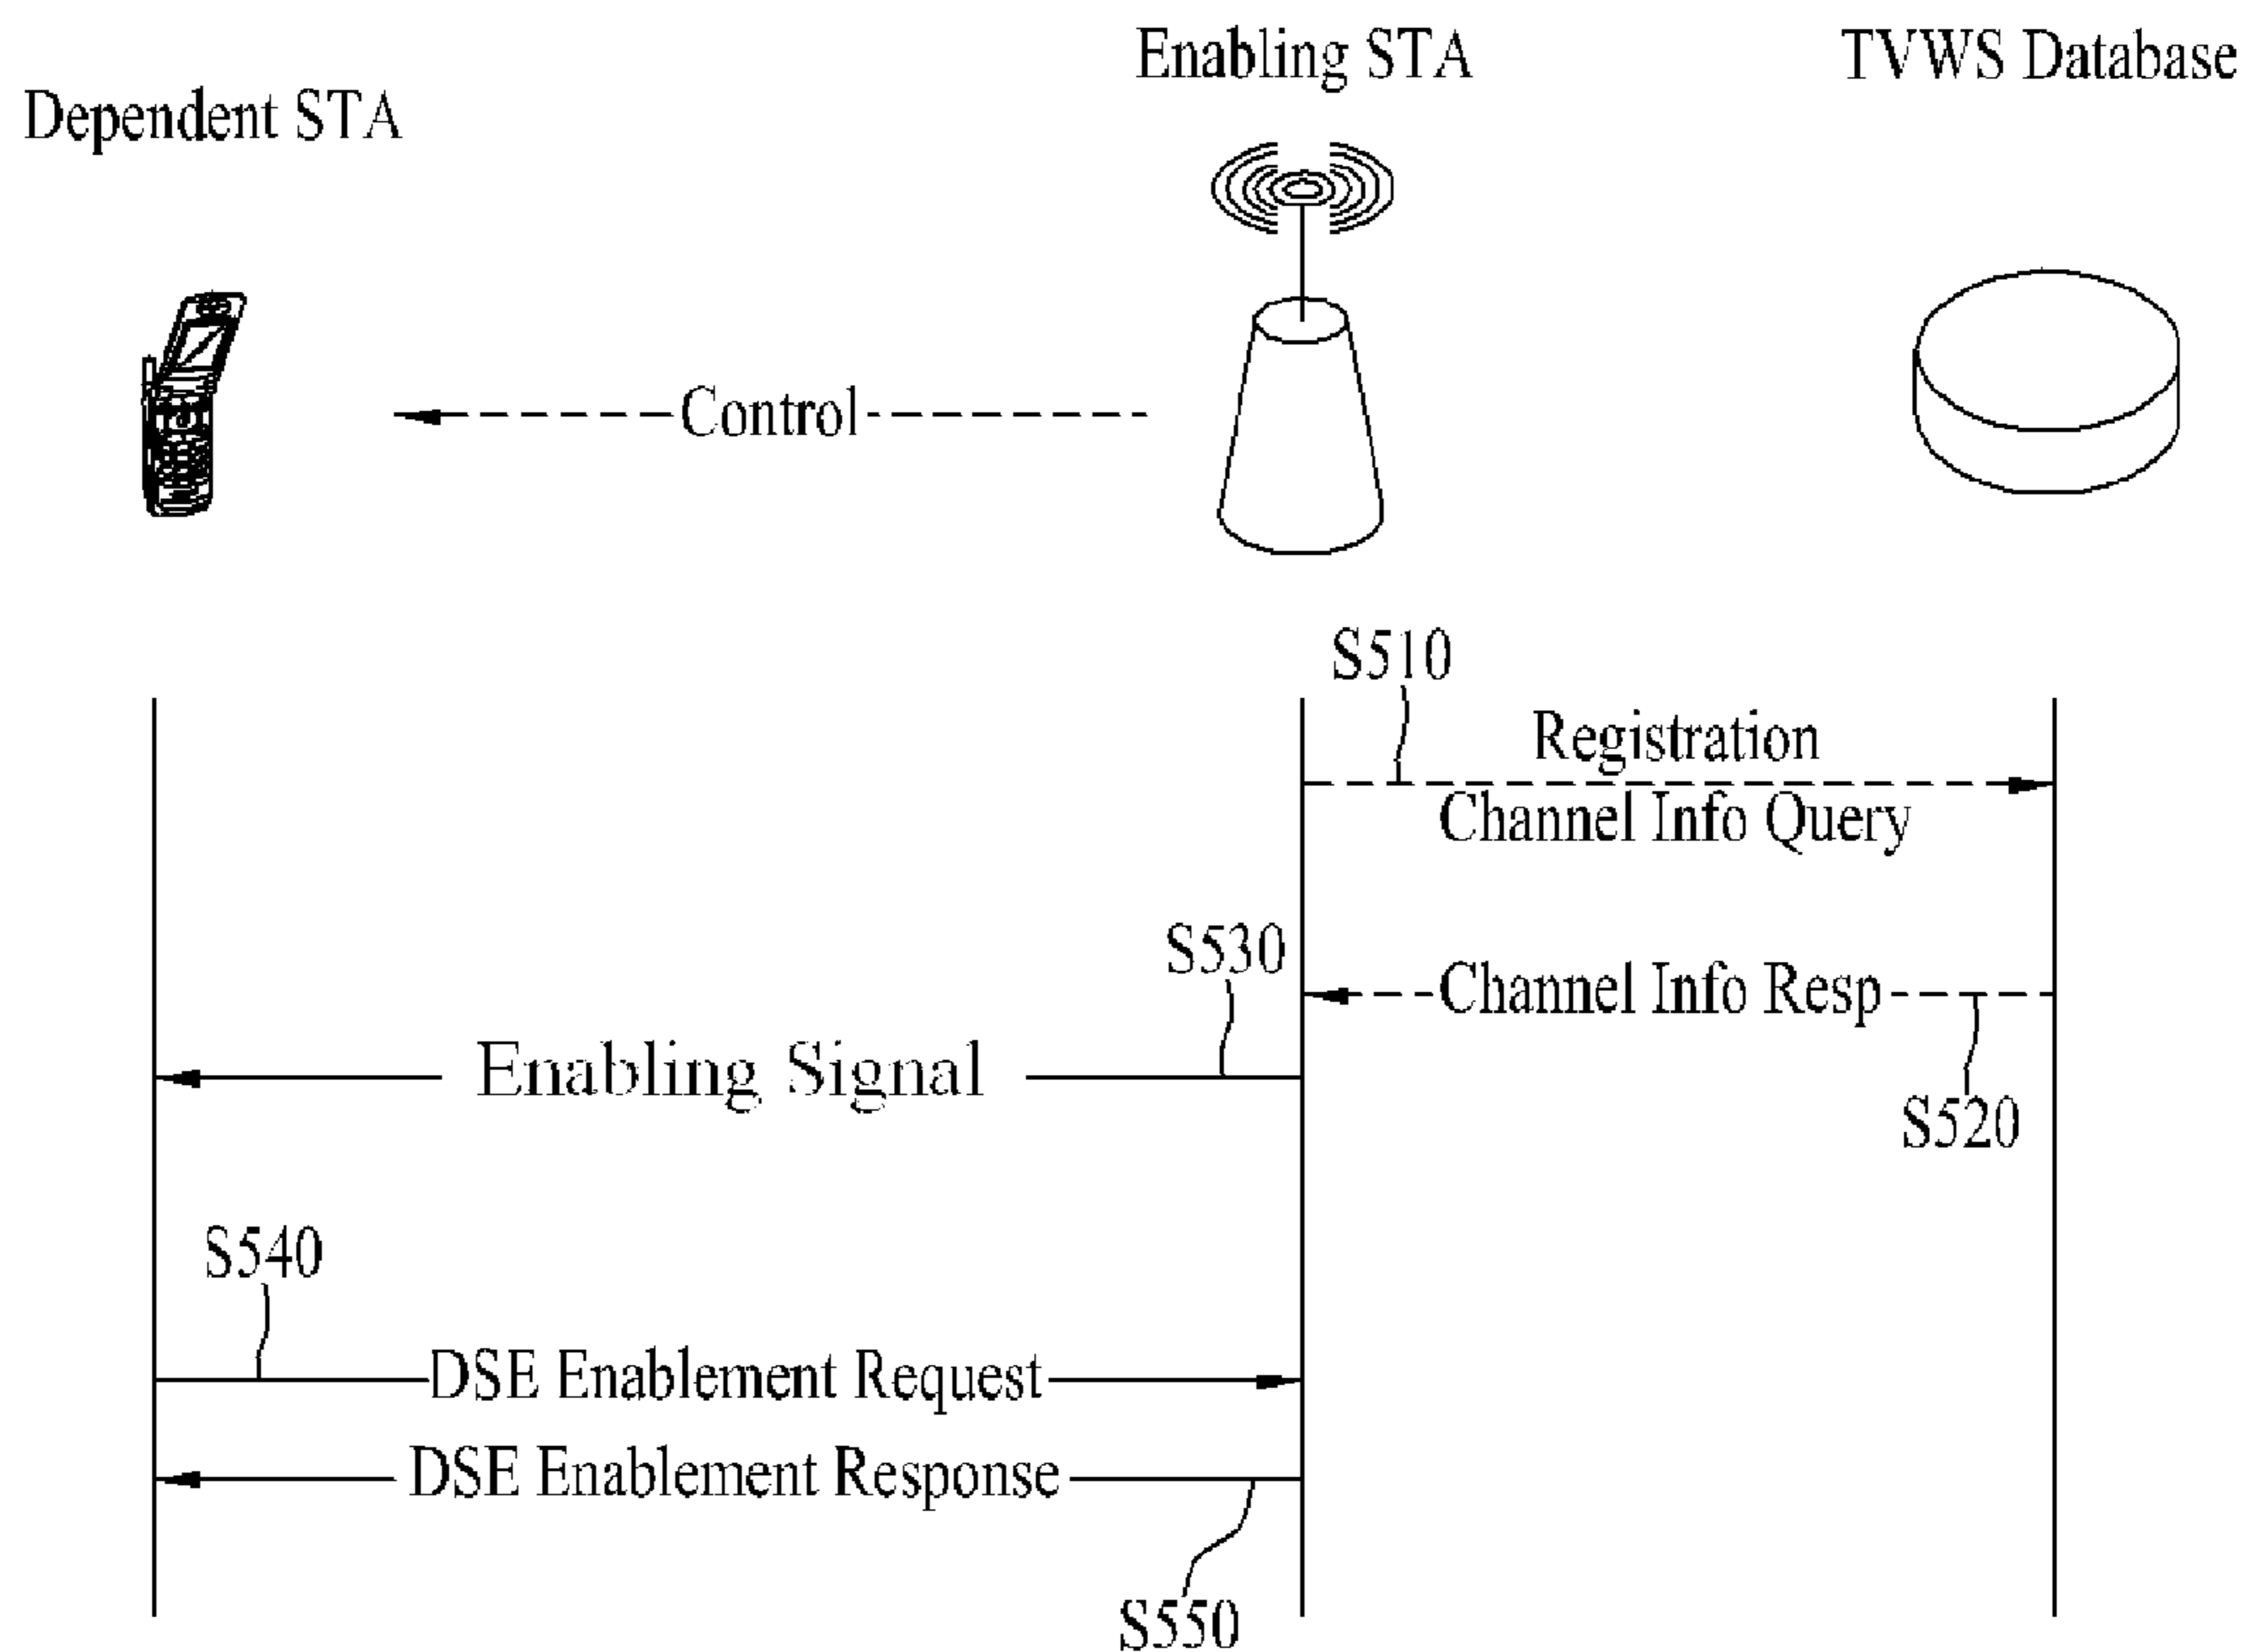 Enabling STA
TVWS Database
Dependent STA
Control
S510
Registration
Channel Info Query
S530
Channel Info Resp
Enabling Signal
S520
S540
DSE Enablement Request
DSE Enablement Response
S550